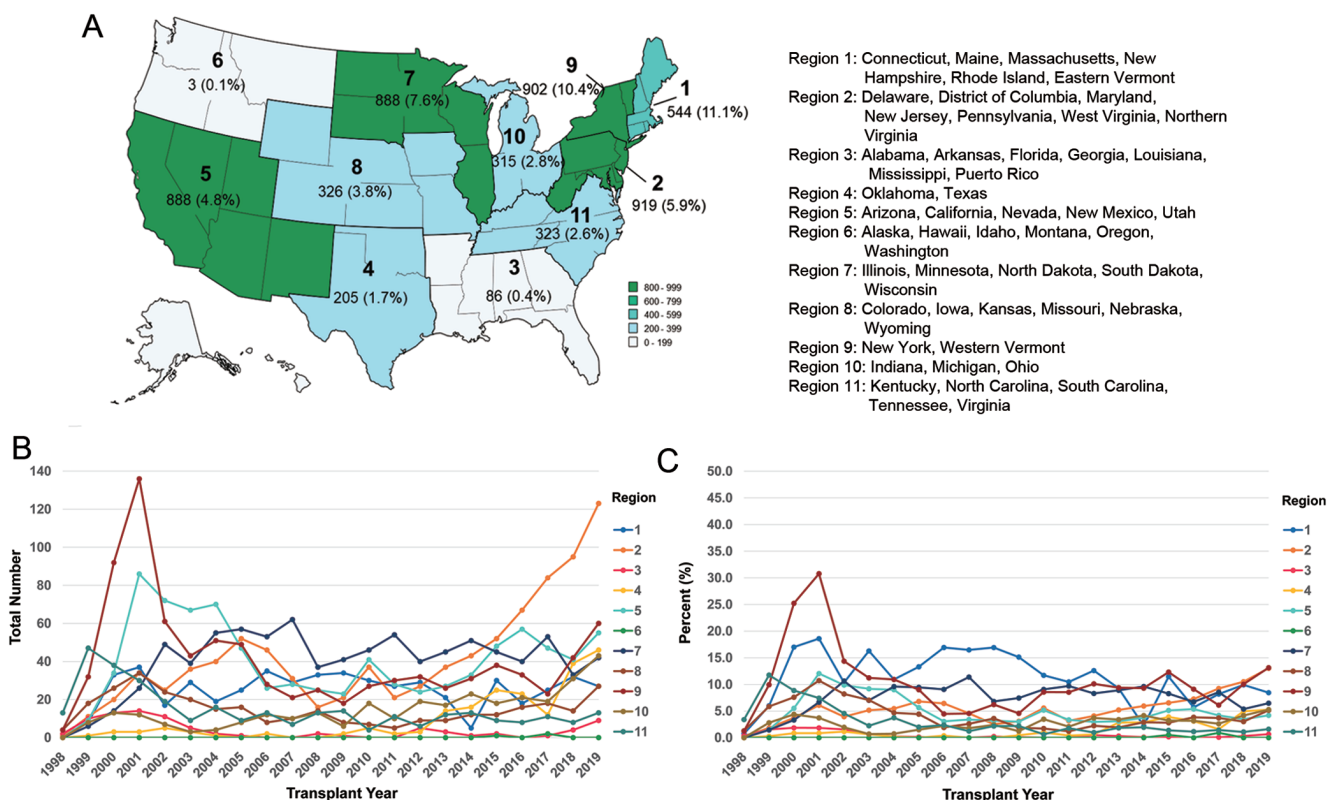 A
6
3 (0.1%)
7
888 (7.6%)
9
902 (10.4%)
1
544 (11.1%)
10
315 (2.8%)
8
326 (3.8%)
5
888 (4.8%)
2
919 (5.9%)
11
323 (2.6%)
4
205 (1.7%)
3
86 (0.4%)
800 - 999
600 - 799
400 - 599
200 - 399
0 - 199
Region 1: Connecticut, Maine, Massachusetts, New
Hampshire, Rhode Island, Eastern Vermont
Region 2: Delaware, District of Columbia, Maryland,
New Jersey, Pennsylvania, West Virginia, Northern
Virginia
Region 3: Alabama, Arkansas, Florida, Georgia, Louisiana,
Mississippi, Puerto Rico
Region 4: Oklahoma, Texas
Region 5: Arizona, California, Nevada, New Mexico, Utah
Region 6: Alaska, Hawaii, Idaho, Montana, Oregon,
Washington
Region 7: Illinois, Minnesota, North Dakota, South Dakota,
Wisconsin
Region 8: Colorado, Iowa, Kansas, Missouri, Nebraska,
Wyoming
Region 9: New York, Western Vermont
Region 10: Indiana, Michigan, Ohio
Region 11: Kentucky, North Carolina, South Carolina,
Tennessee, Virginia
B
Total Number
140
120
100
80
60
40
20
0
1998 1999 2000 2001 2002 2003 2004 2005 2006 2007 2008 2009 2010 2011 2012 2013 2014 2015 2016 2017 2018 2019
Transplant Year
Region
1
2
3
4
5
6
7
8
9
10
11
C
Percent (%)
50.0
45.0
40.0
35.0
30.0
25.0
20.0
15.0
10.0
5.0
0.0
1998 1999 2000 2001 2002 2003 2004 2005 2006 2007 2008 2009 2010 2011 2012 2013 2014 2015 2016 2017 2018 2019
Transplant Year
Region
1
2
3
4
5
6
7
8
9
10
11